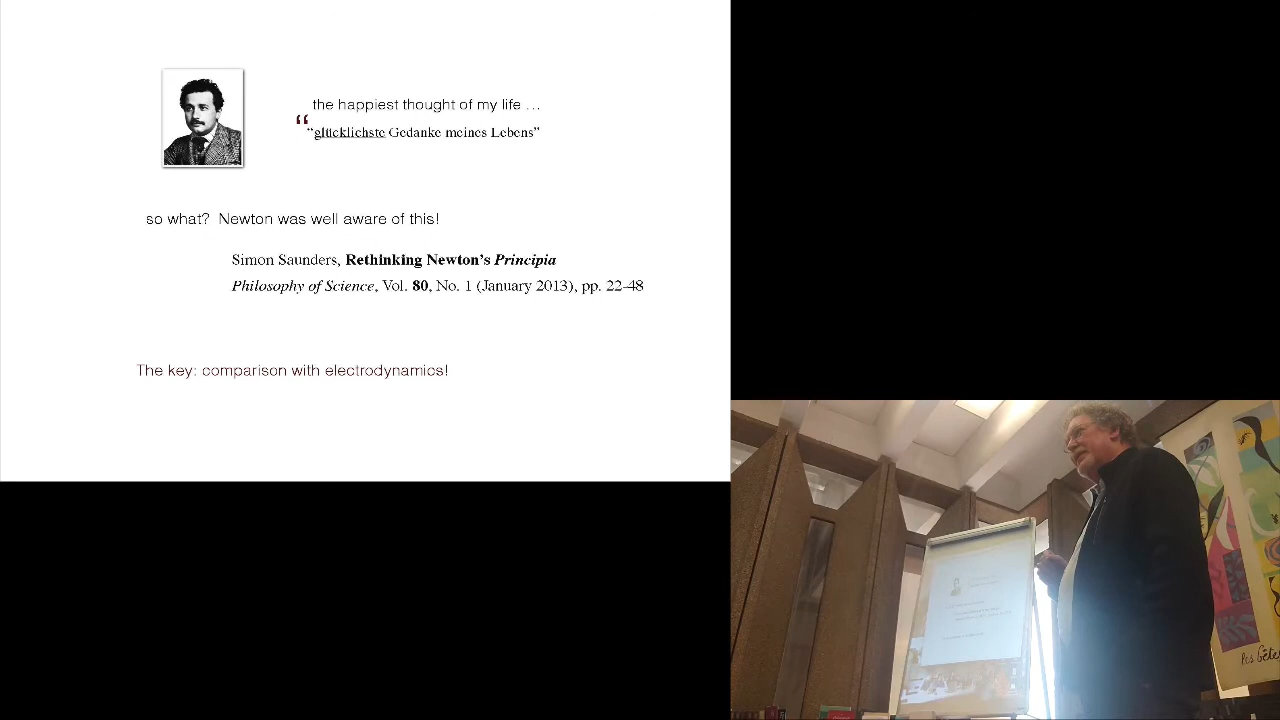 the happiest thought of my life …
“
“glücklichste Gedanke meines Lebens”
so what? Newton was well aware of this!
Simon Saunders, Rethinking Newton’s Principia
Philosophy of Science, Vol. 80, No. 1 (January 2013), pp. 22–48
The key: comparison with electrodynamics!